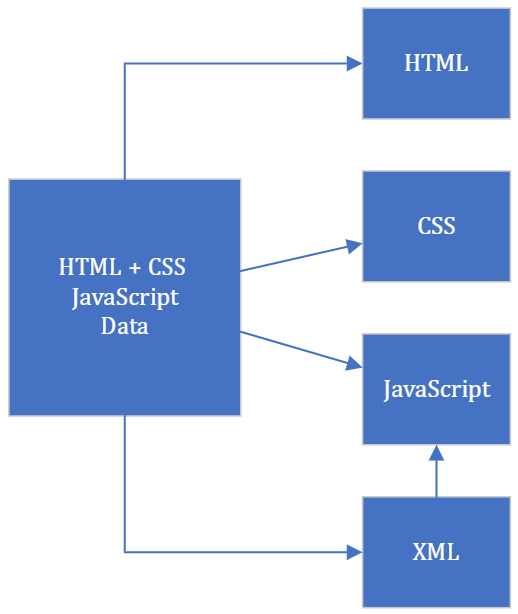 HTML
CSS
HTML + CSS
JavaScript
Data
JavaScript
XML